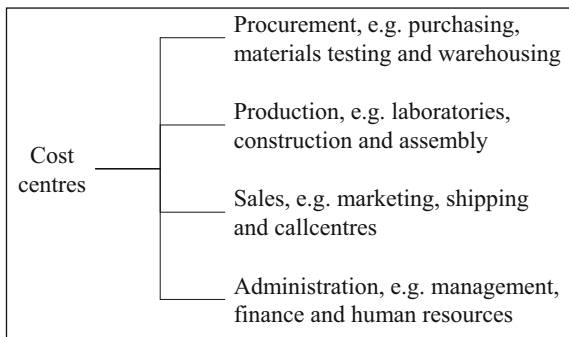 Procurement, e.g. purchasing,
materials testing and warehousing
Production, e.g. laboratories,
construction and assembly
Cost
centres
Sales, e.g. marketing, shipping
and callcentres
Administration, e.g. management,
finance and human resources